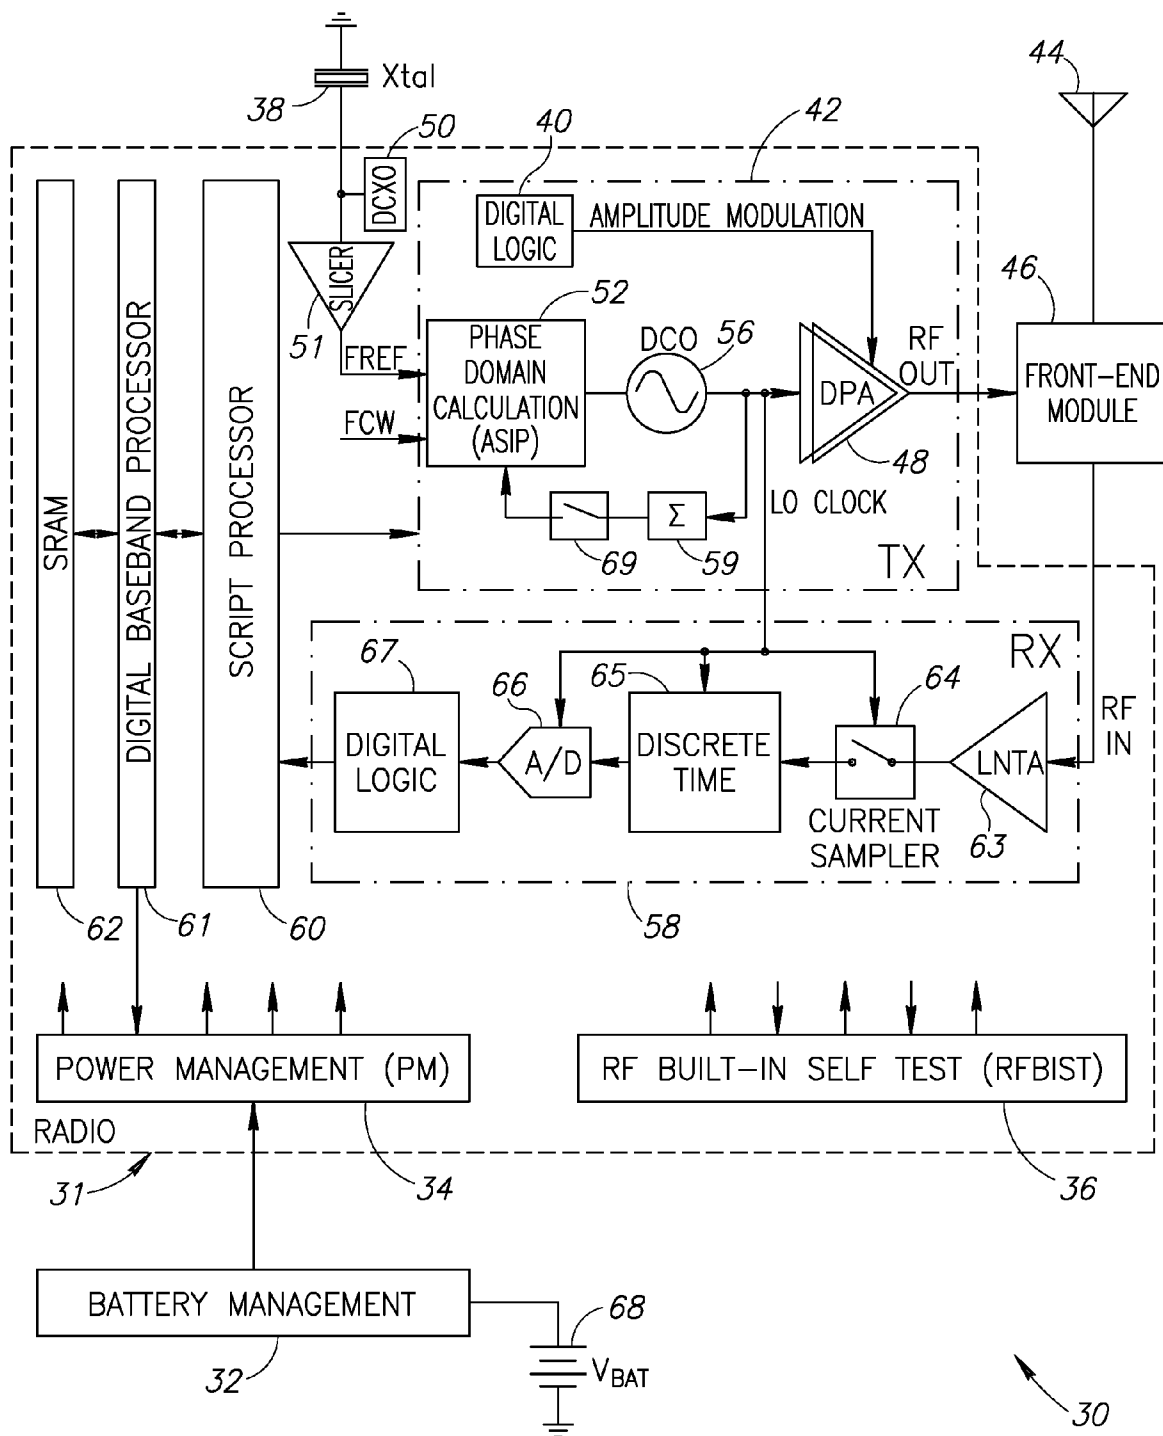 Xtal
38
50
40
42
44
DCXO
DIGITAL
LOGIC
AMPLITUDE MODULATION
SLICER
51
52
PHASE
DOMAIN
CALCULATION
(ASIP)
FREF
FCW
DCO
56
DPA
48
RF
OUT
46
FRONT-END
MODULE
LO CLOCK
69
Σ
59
TX
SRAM
DIGITAL BASEBAND PROCESSOR
SCRIPT PROCESSOR
RX
67
DIGITAL
LOGIC
66
A/D
65
DISCRETE
TIME
64
CURRENT
SAMPLER
LNTA
63
RF
IN
62
61
60
58
POWER MANAGEMENT (PM)
RF BUILT-IN SELF TEST (RFBIST)
RADIO
31
34
36
BATTERY MANAGEMENT
32
68
VBAT
30